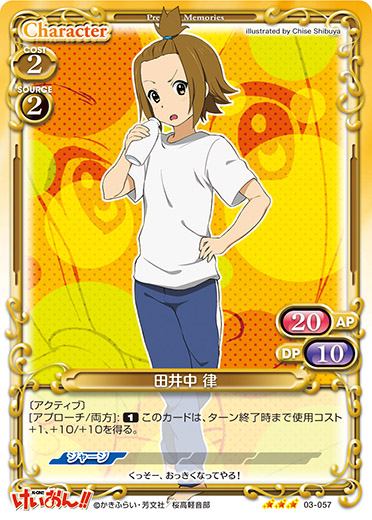 Precious Memories
Character
illustrated by Chise Shibuya
COST
2
SOURCE
2
20 AP
DP 10
田井中 律
〔アクティブ〕
[アプローチ/両方]: 1 このカードは、ターン終了時まで使用コスト
+1、+10/+10を得る。
ジャージ
くっそー、おっきくなってやる!
K-ON!!
けいおん!!
©かきふらい・芳文社/桜高軽音部
★★★ 03-057